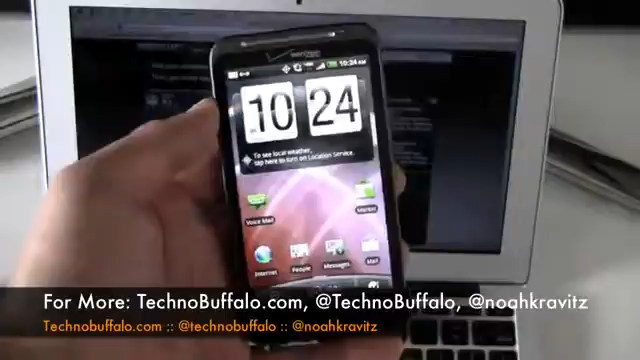 verizon
10:24 AM
10 24
To see local weather,
tap here to turn on Location Service.
Voice Mail
Market
Internet
People
Messages
Mail
For More: TechnoBuffalo.com, @TechnoBuffalo, @noahkravitz
Technobuffalo.com :: @technobuffalo :: @noahkravitz